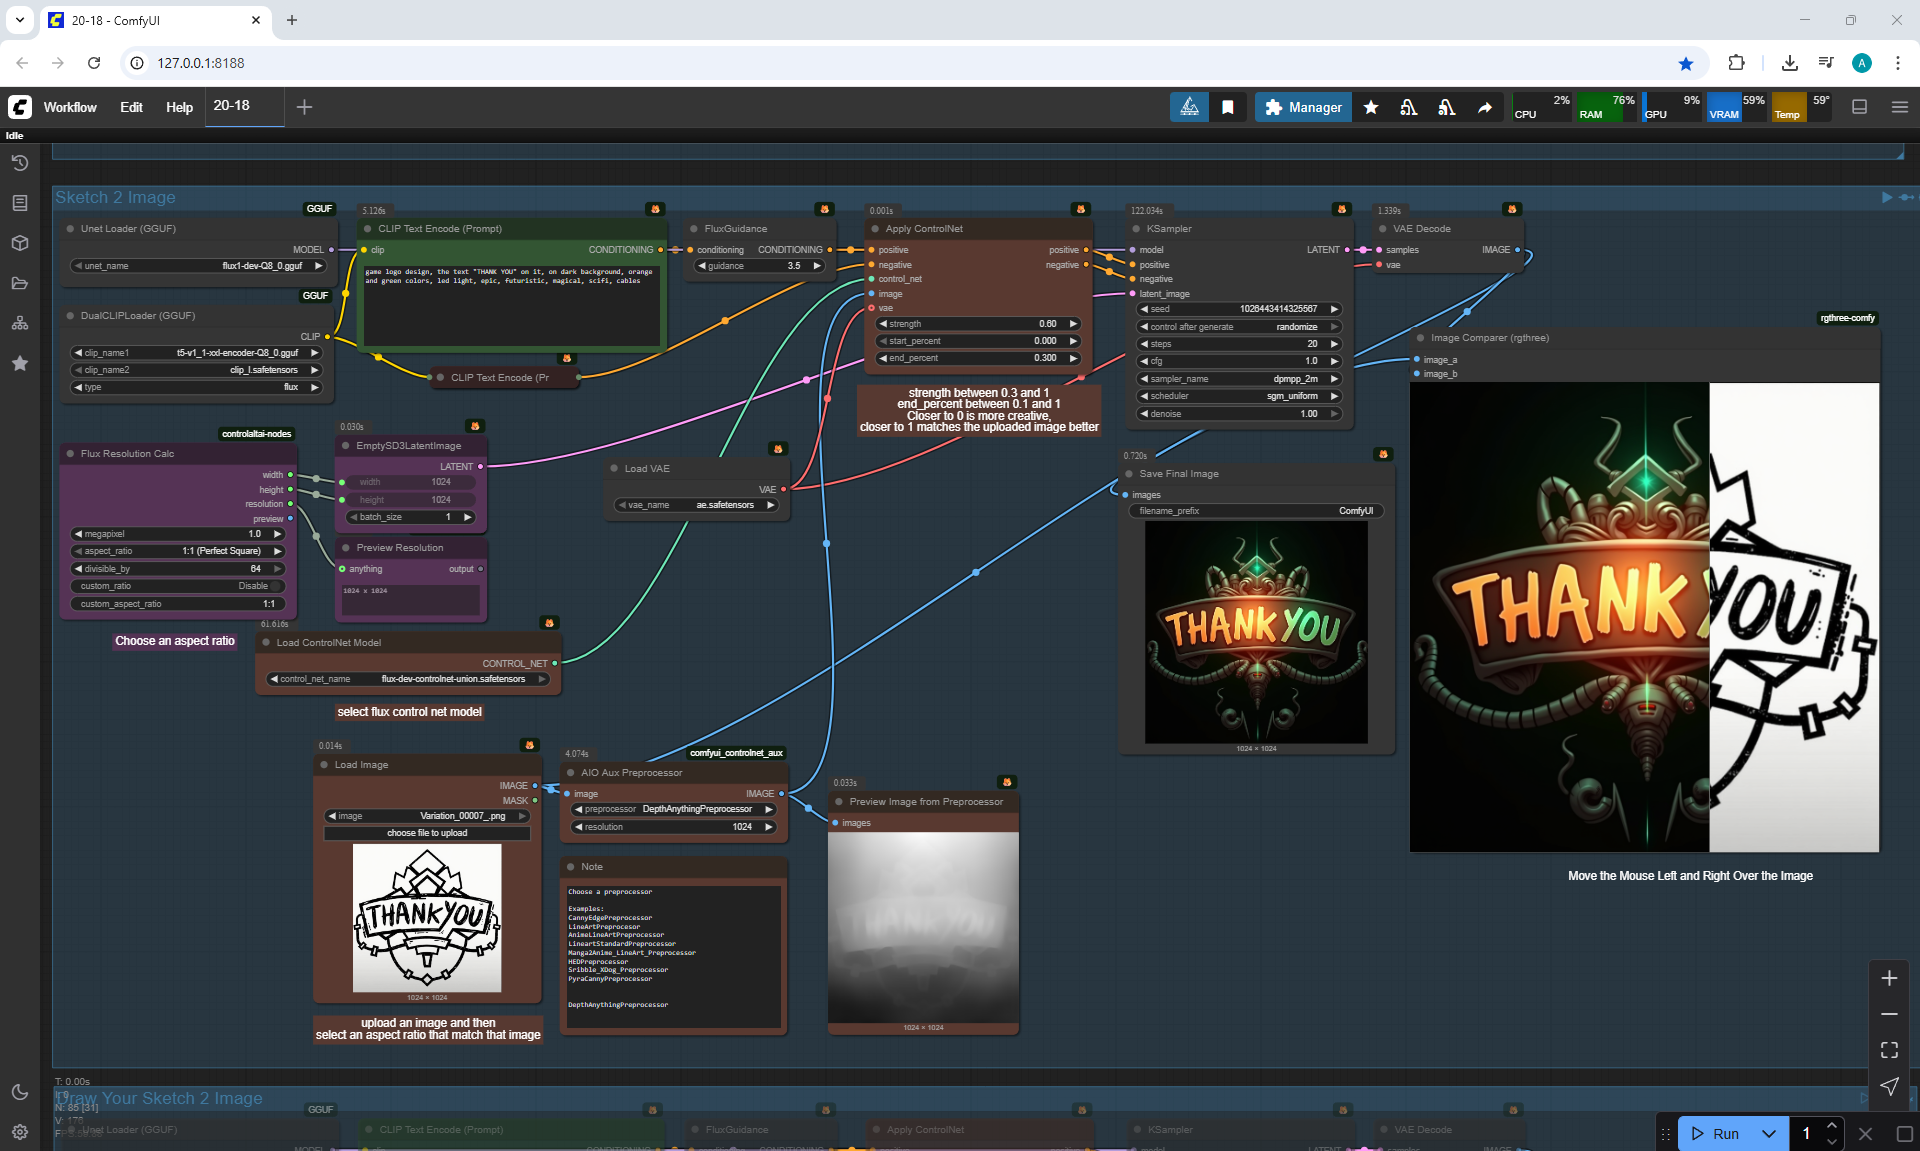 20-18 - ComfyUI
127.0.0.1:8188
A
Workflow
Edit
Help
20-18
Manager
CPU
2%
RAM
76%
GPU
9%
VRAM
59%
Temp
59°
Idle
Sketch 2 Image
GGUF
Unet Loader (GGUF)
MODEL
unet_name
flux1-dev-Q8_0.gguf
GGUF
DualCLIPLoader (GGUF)
CLIP
clip_name1
t5-v1_1-xxl-encoder-Q8_0.gguf
clip_name2
clip_l.safetensors
type
flux
5.126s
CLIP Text Encode (Prompt)
clip
CONDITIONING
game logo design, the text "THANK YOU" on it, on dark background, orange
and green colors, led light, epic, futuristic, magical, scifi, cables
CLIP Text Encode (Pr
FluxGuidance
conditioning
CONDITIONING
guidance
3.5
0.001s
Apply ControlNet
positive
positive
negative
negative
control_net
image
vae
strength
0.60
start_percent
0.000
end_percent
0.300
strength between 0.3 and 1
end_percent between 0.1 and 1
Closer to 0 is more creative,
closer to 1 matches the uploaded image better
122.034s
KSampler
model
LATENT
positive
negative
latent_image
seed
1026443414325567
control after generate
randomize
steps
20
cfg
1.0
sampler_name
dpmpp_2m
scheduler
sgm_uniform
denoise
1.00
1.339s
VAE Decode
samples
IMAGE
vae
rgthree-comfy
Image Comparer (rgthree)
image_a
image_b
THANK YOU
Move the Mouse Left and Right Over the Image
controlaltai-nodes
Flux Resolution Calc
width
height
resolution
preview
megapixel
1.0
aspect_ratio
1:1 (Perfect Square)
divisible_by
64
custom_ratio
Disable
custom_aspect_ratio
1:1
Choose an aspect ratio
0.030s
EmptySD3LatentImage
LATENT
width
1024
height
1024
batch_size
1
Preview Resolution
anything
output
1024 x 1024
Load VAE
VAE
vae_name
ae.safetensors
0.720s
Save Final Image
images
filename_prefix
ComfyUI
THANK YOU
1024 × 1024
61.616s
Load ControlNet Model
CONTROL_NET
control_net_name
flux-dev-controlnet-union.safetensors
select flux control net model
0.014s
Load Image
IMAGE
MASK
image
Variation_00007_.png
choose file to upload
THANK YOU
1024 × 1024
upload an image and then
select an aspect ratio that match that image
4.074s
comfyui_controlnet_aux
AIO Aux Preprocessor
image
IMAGE
preprocessor
DepthAnythingPreprocessor
resolution
1024
Note
Choose a preprocessor
Examples:
CannyEdgePreprocessor
LineArtPreprocesor
AnimeLineArtPreprocessor
LineartStandardPreprocessor
Manga2Anime_LineArt_Preprocessor
HEDPreprocessor
Sribble_XDog_Preprocessor
PyraCannyPreprocessor
DepthAnythingPreprocessor
0.033s
Preview Image from Preprocessor
images
THANK YOU
1024 × 1024
T: 0.00s
N: 85 [31]
Draw Your Sketch 2 Image
GGUF
Unet Loader (GGUF)
CLIP Text Encode (Prompt)
FluxGuidance
Apply ControlNet
KSampler
VAE Decode
Run
1